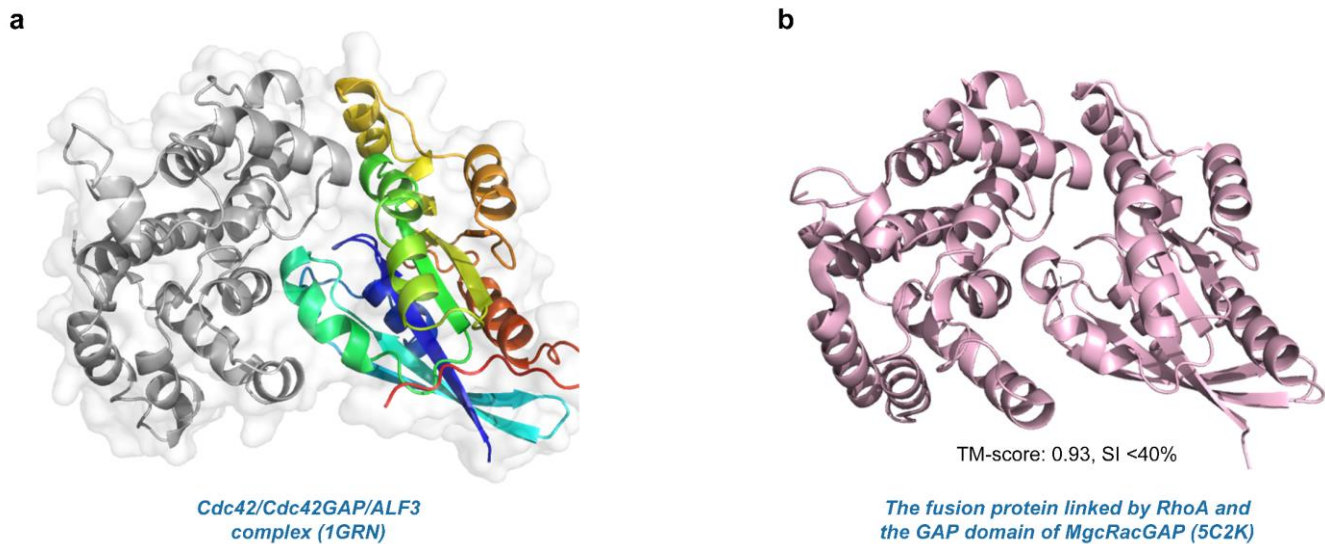 a
b
TM-score: 0.93, SI <40%
Cdc42/Cdc42GAP/ALF3
complex (1GRN)
The fusion protein linked by RhoA and
the GAP domain of MgcRacGAP (5C2K)